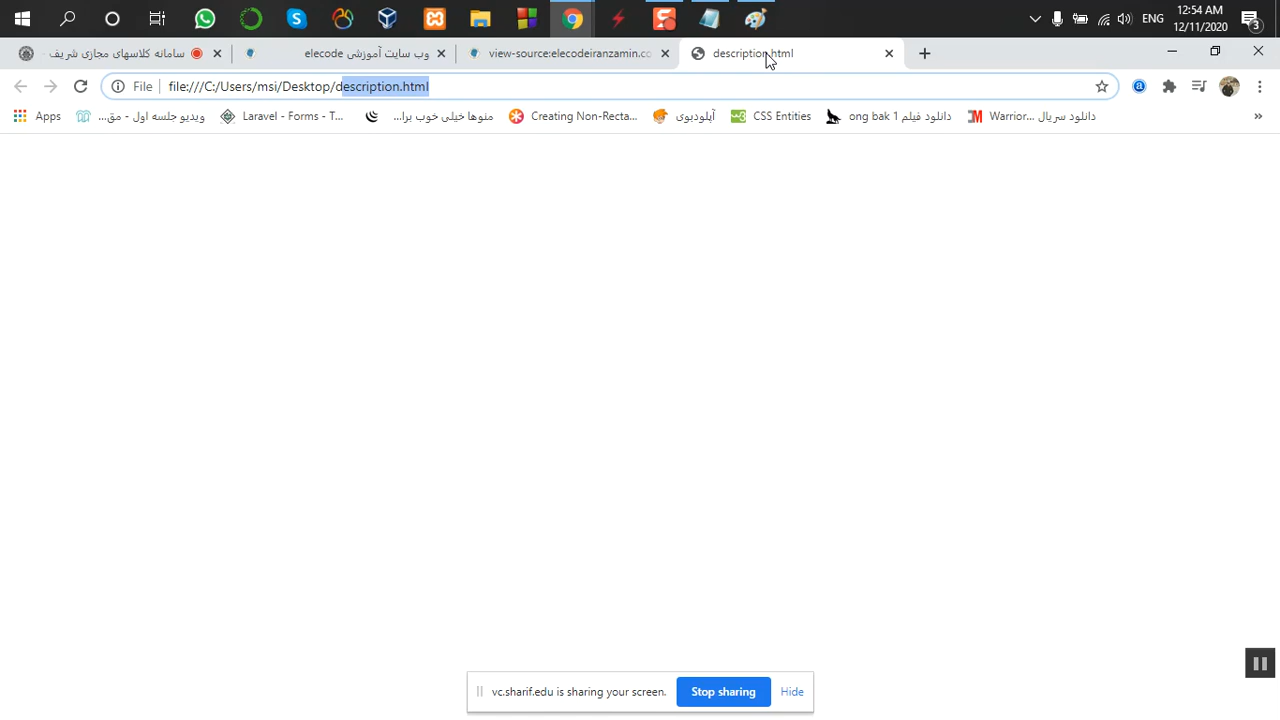 ENG
12:54 AM
12/11/2020
3
سامانه کلاسهای مجازی شریف -
وب سایت آموزشی elecode
view-source:elecodeiranzamin.co
description.html
File
file:///C:/Users/msi/Desktop/description.html
Apps
ویدیو جلسه اول - مق...
Laravel - Forms - T...
منوها خیلی خوب برا...
Creating Non-Recta...
آپلودبوی
CSS Entities
دانلود فیلم ong bak 1
دانلود سریال Warrior...
»
vc.sharif.edu is sharing your screen.
Stop sharing
Hide